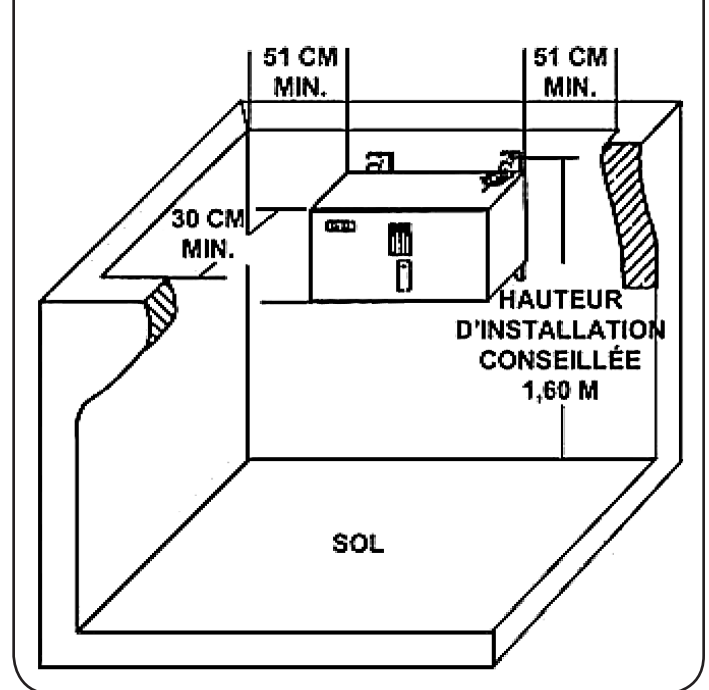 51 CM
MIN.
51 CM
MIN.
30 CM
MIN.
HAUTEUR
D'INSTALLATION
CONSEILLÉE
1,60 M
SOL